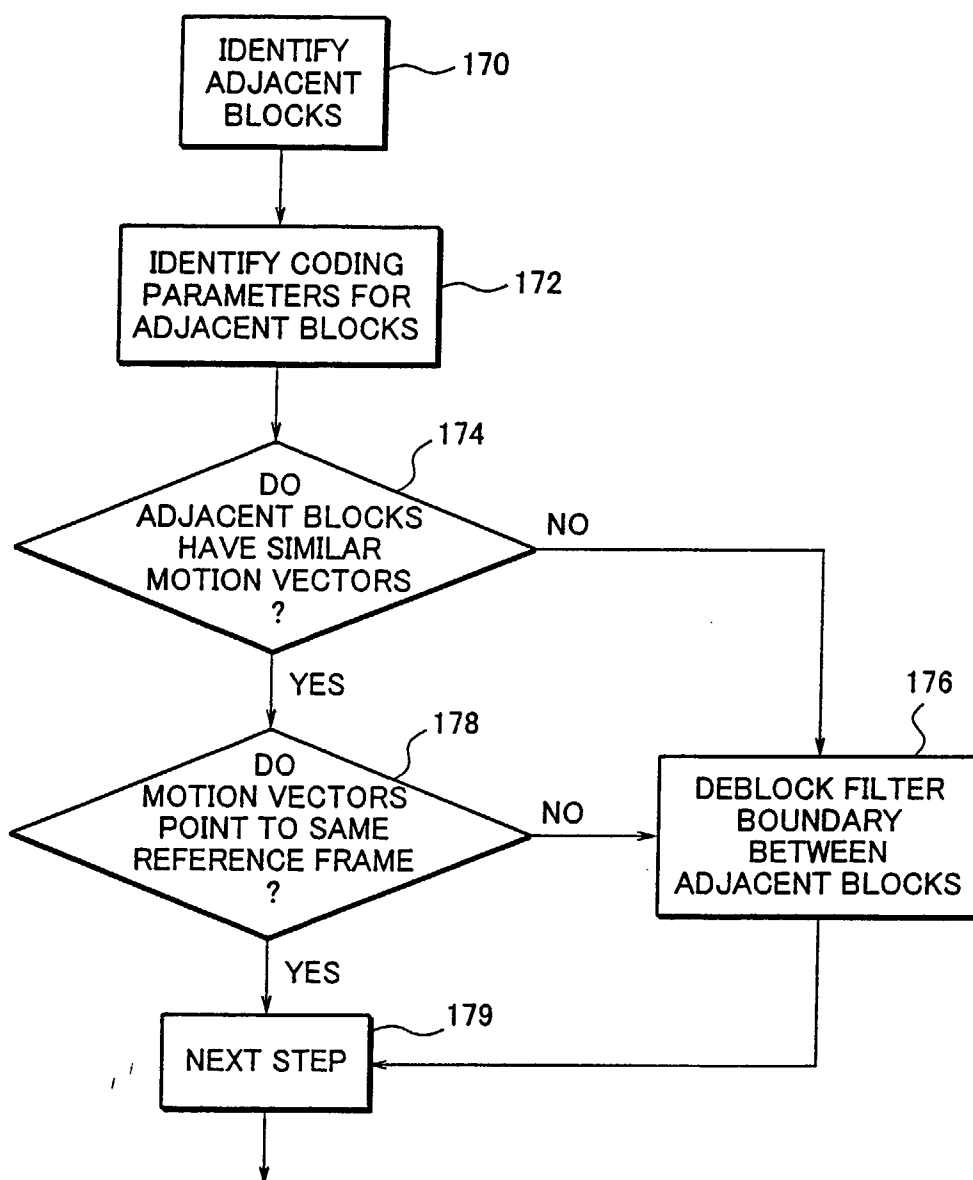 IDENTIFY
ADJACENT
BLOCKS
170
IDENTIFY CODING
PARAMETERS FOR
ADJACENT BLOCKS
172
174
DO
ADJACENT BLOCKS
HAVE SIMILAR
MOTION VECTORS
?
NO
YES
178
DO
MOTION VECTORS
POINT TO SAME
REFERENCE FRAME
?
NO
176
DEBLOCK FILTER
BOUNDARY
BETWEEN
ADJACENT BLOCKS
YES
179
NEXT STEP